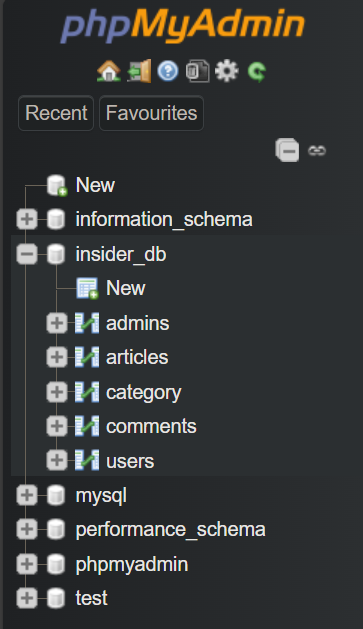 phpMyAdmin
Recent Favourites
New
information_schema
insider_db
New
admins
articles
category
comments
users
mysql
performance_schema
phpmyadmin
test